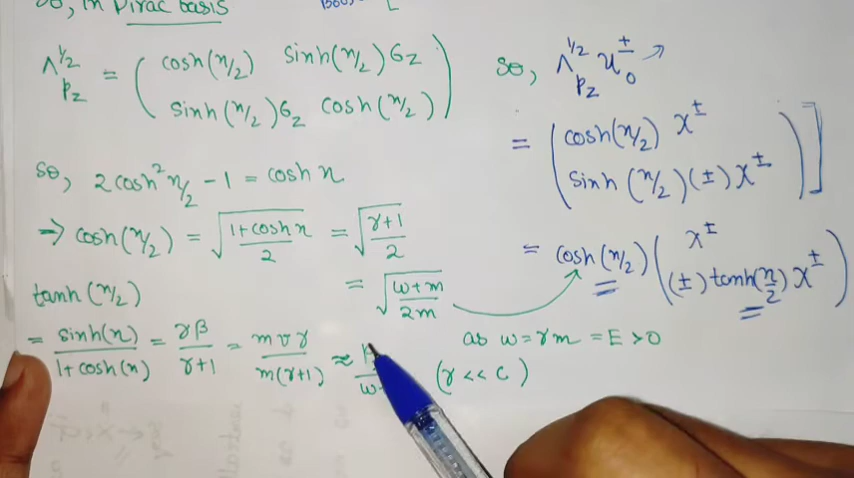 So, in Dirac basis
Λ^{1/2}_{p_z} = ( cosh(η/2) sinh(η/2)σ_z
sinh(η/2)σ_z cosh(η/2) )
so, 2cosh²η/2 - 1 = cosh η
⇒ cosh(η/2) = √((1+cosh η)/2) = √((γ+1)/2)
= √((ω+m)/2m)
tanh(η/2)
= sinh(η)/(1+cosh(η)) = γβ/(γ+1) = mvγ/(m(γ+1)) ≈
(γ << c)
as ω = γm = E > 0
so, Λ^{1/2}_{p_z} u^±_0 →
= ( cosh(η/2) χ^±
sinh(η/2)(±)χ^± ) ]
= cosh(η/2) ( χ^±
(±)tanh(η/2)χ^± )